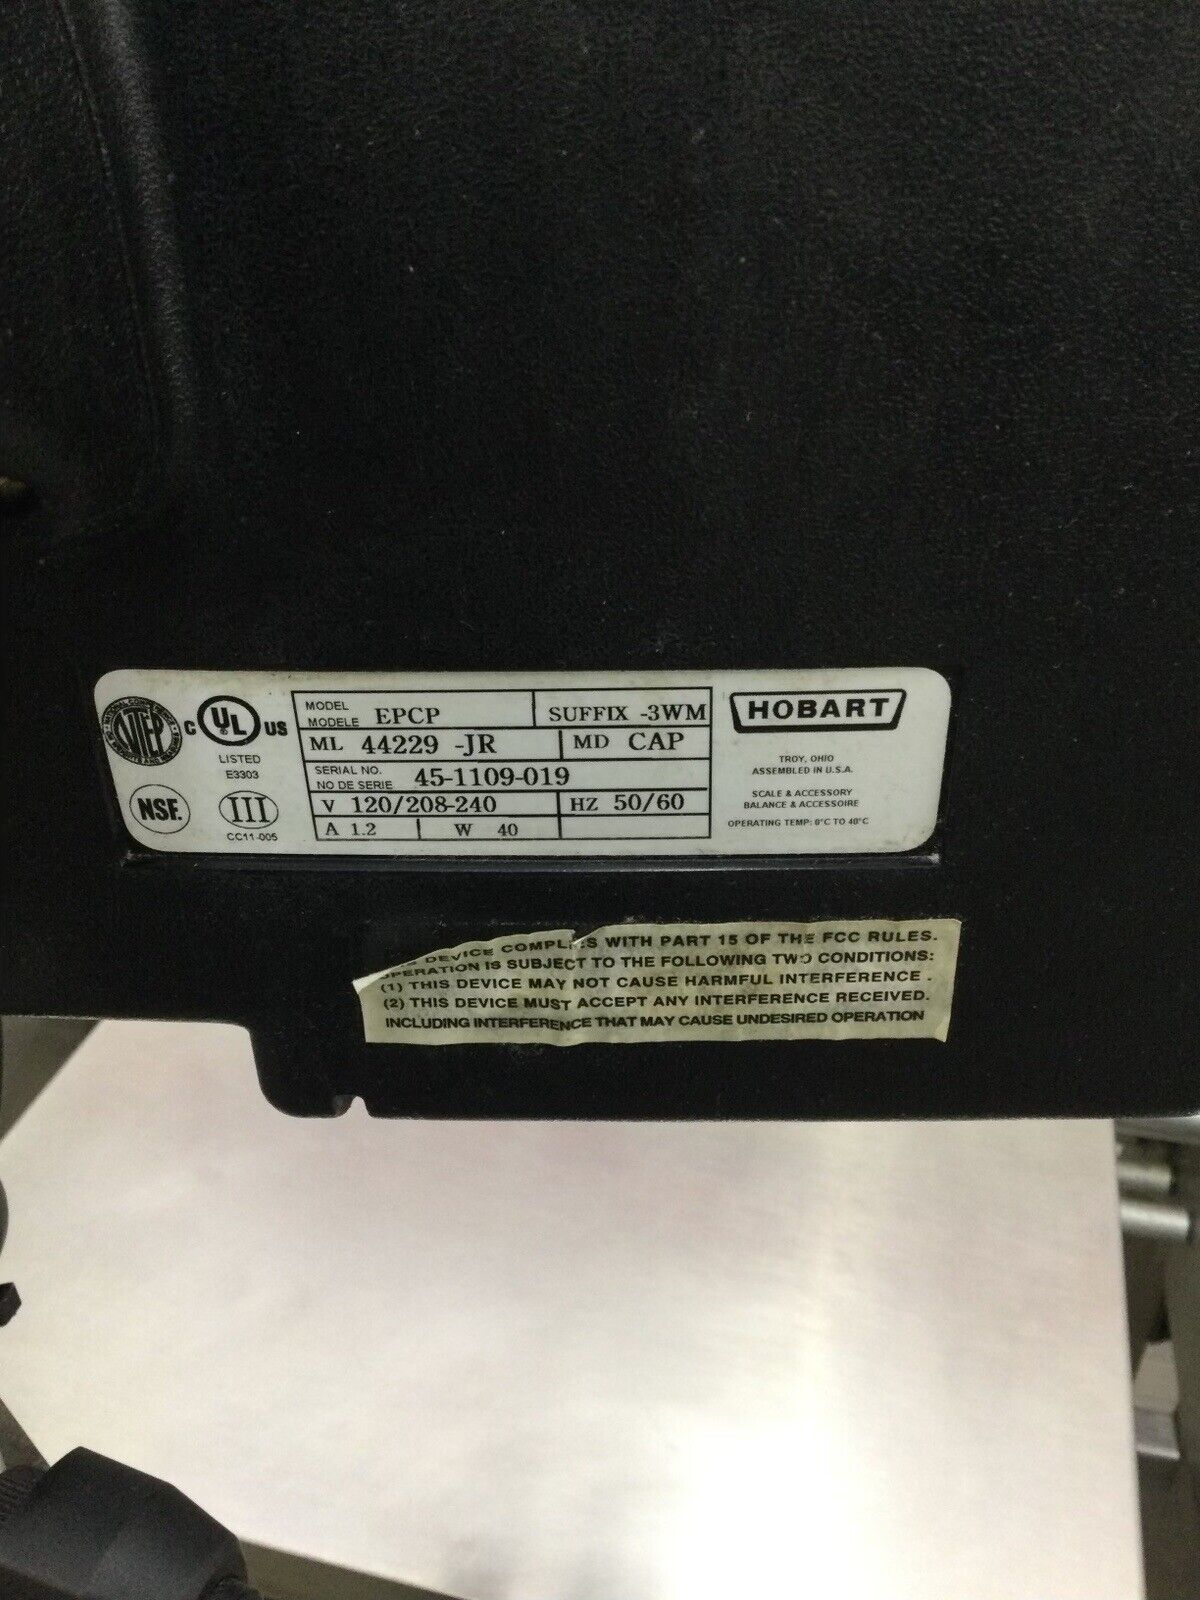 NTEP
C UL US
LISTED
E3303
NSF.
III
CC11-005
MODEL
MODELE EPCP SUFFIX -3WM
ML 44229 -JR MD CAP
SERIAL NO.
NO DE SERIE 45-1109-019
V 120/208-240 HZ 50/60
A 1.2 W 40
HOBART
TROY, OHIO
ASSEMBLED IN U.S.A.
SCALE & ACCESSORY
BALANCE & ACCESSOIRE
OPERATING TEMP: 0°C TO 40°C
DEVICE COMPLIES WITH PART 15 OF THE FCC RULES.
OPERATION IS SUBJECT TO THE FOLLOWING TWO CONDITIONS:
(1) THIS DEVICE MAY NOT CAUSE HARMFUL INTERFERENCE .
(2) THIS DEVICE MUST ACCEPT ANY INTERFERENCE RECEIVED.
INCLUDING INTERFERENCE THAT MAY CAUSE UNDESIRED OPERATION